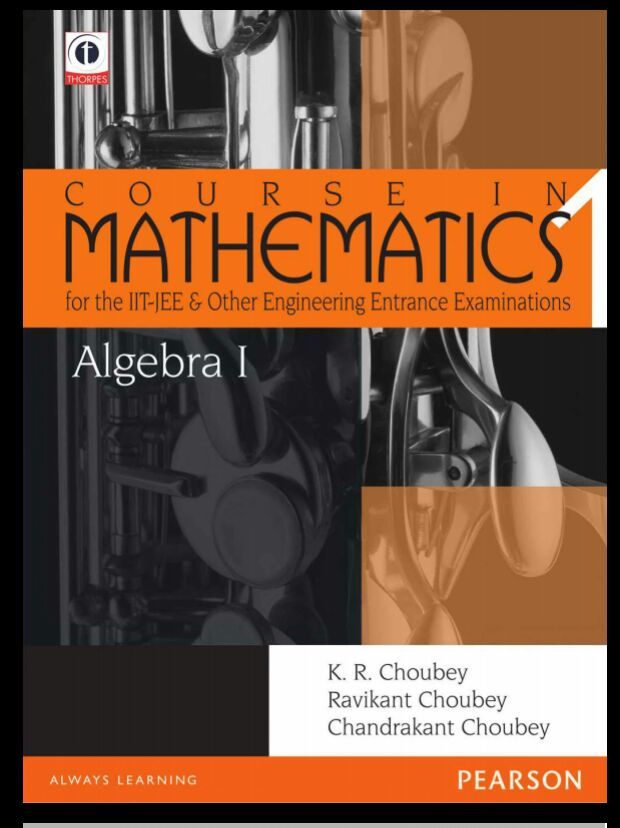 t
THORPES
COURSE IN
MATHEMATICS 1
for the IIT-JEE & Other Engineering Entrance Examinations
Algebra I
K. R. Choubey
Ravikant Choubey
Chandrakant Choubey
ALWAYS LEARNING
PEARSON